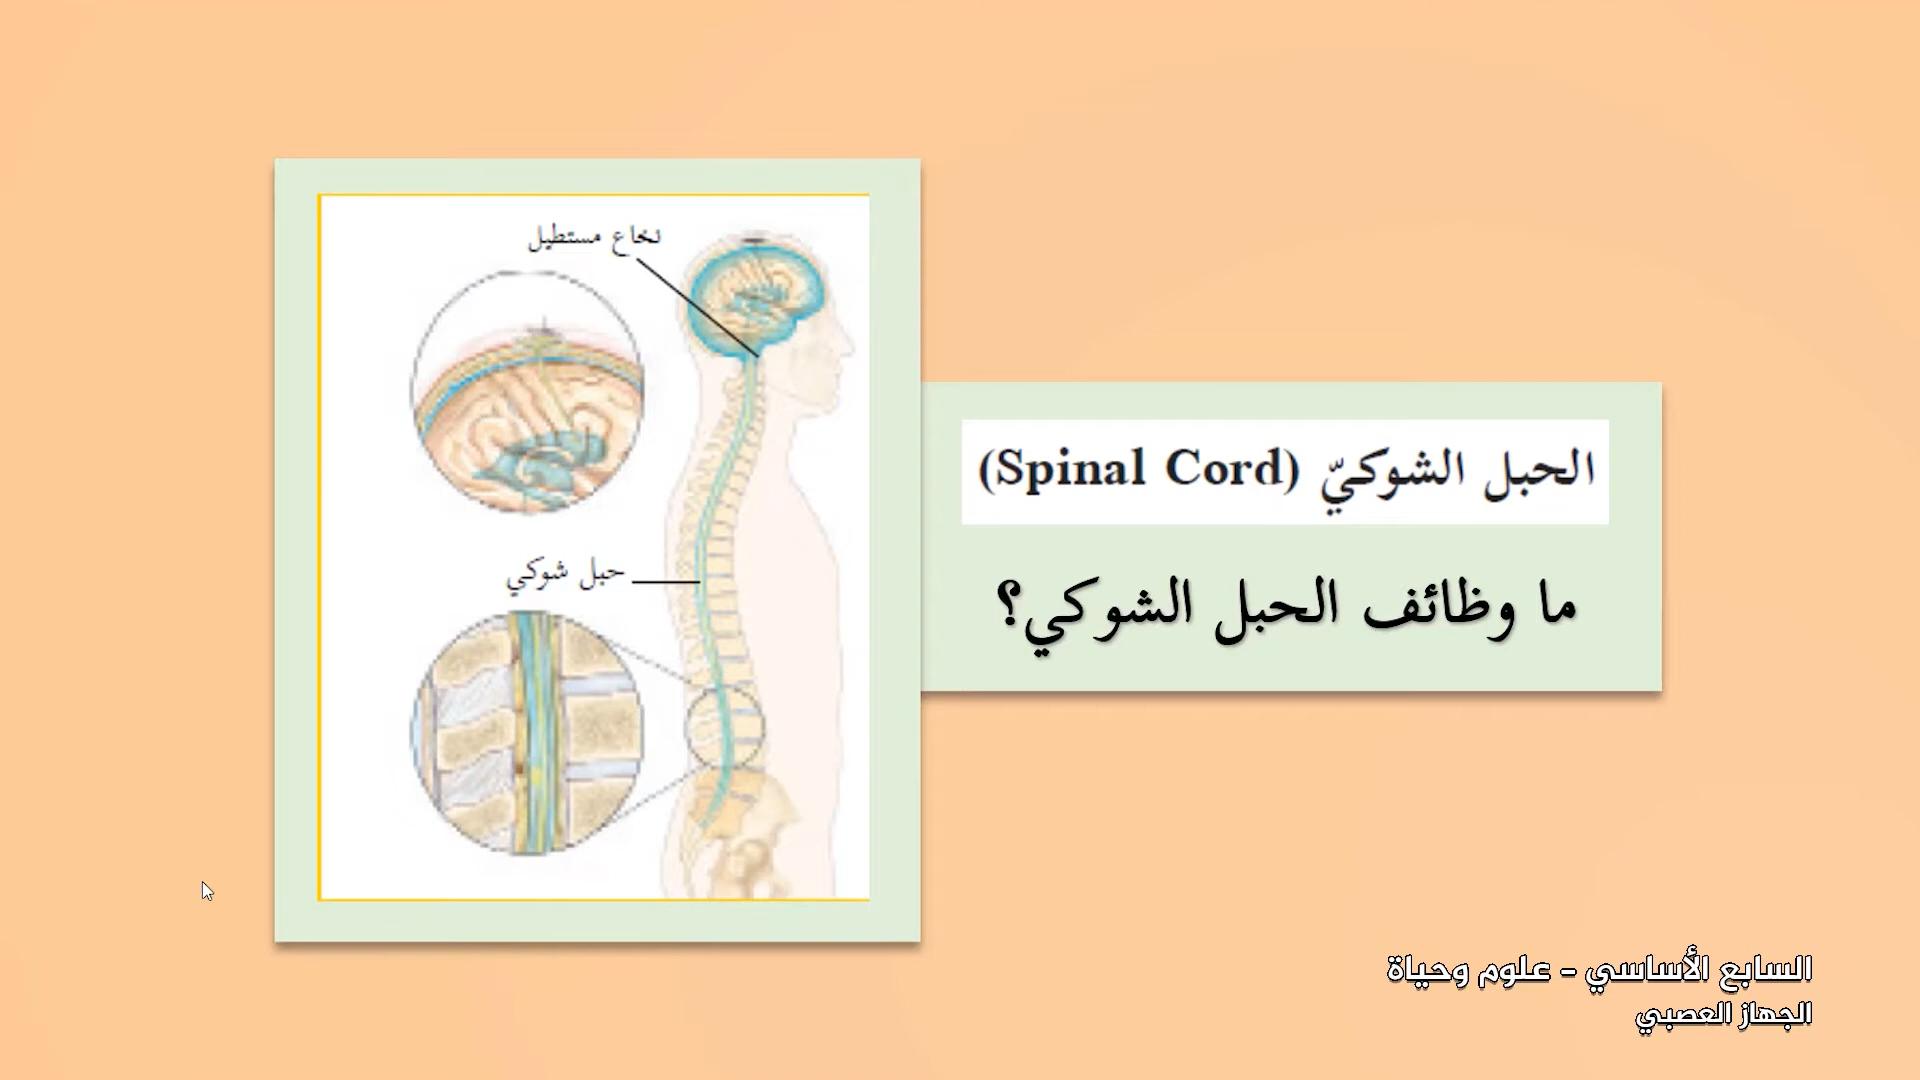 نخاع مستطيل
حبل شوكي
الحبل الشوكيّ (Spinal Cord)
ما وظائف الحبل الشوكي؟
السابع الأساسي - علوم وحياة
الجهاز العصبي